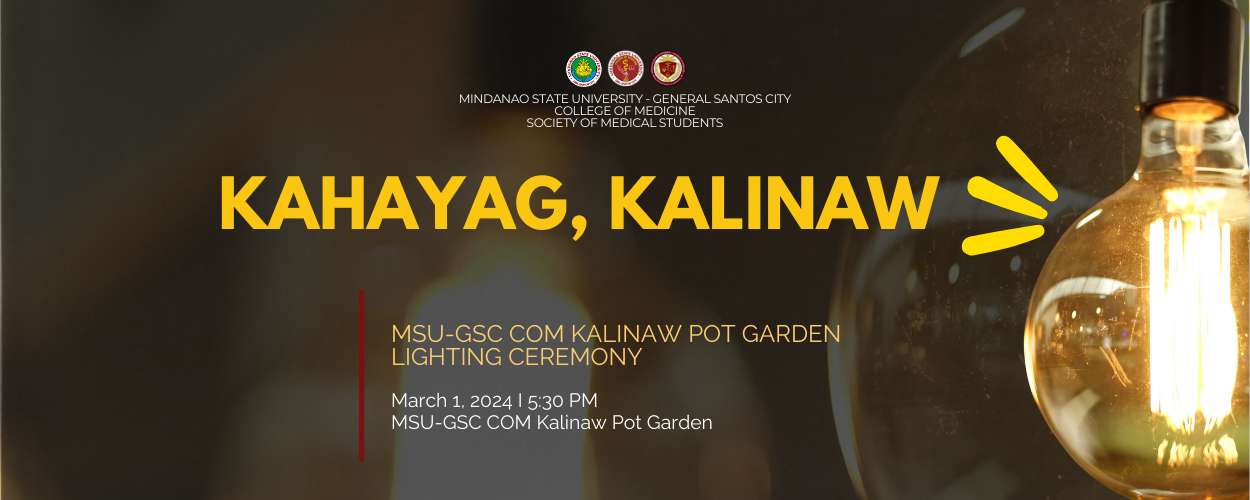 MINDANAO STATE UNIVERSITY - GENERAL SANTOS CITY
COLLEGE OF MEDICINE
SOCIETY OF MEDICAL STUDENTS
KAHAYAG, KALINAW
MSU-GSC COM KALINAW POT GARDEN
LIGHTING CEREMONY
March 1, 2024 I 5:30 PM
MSU-GSC COM Kalinaw Pot Garden